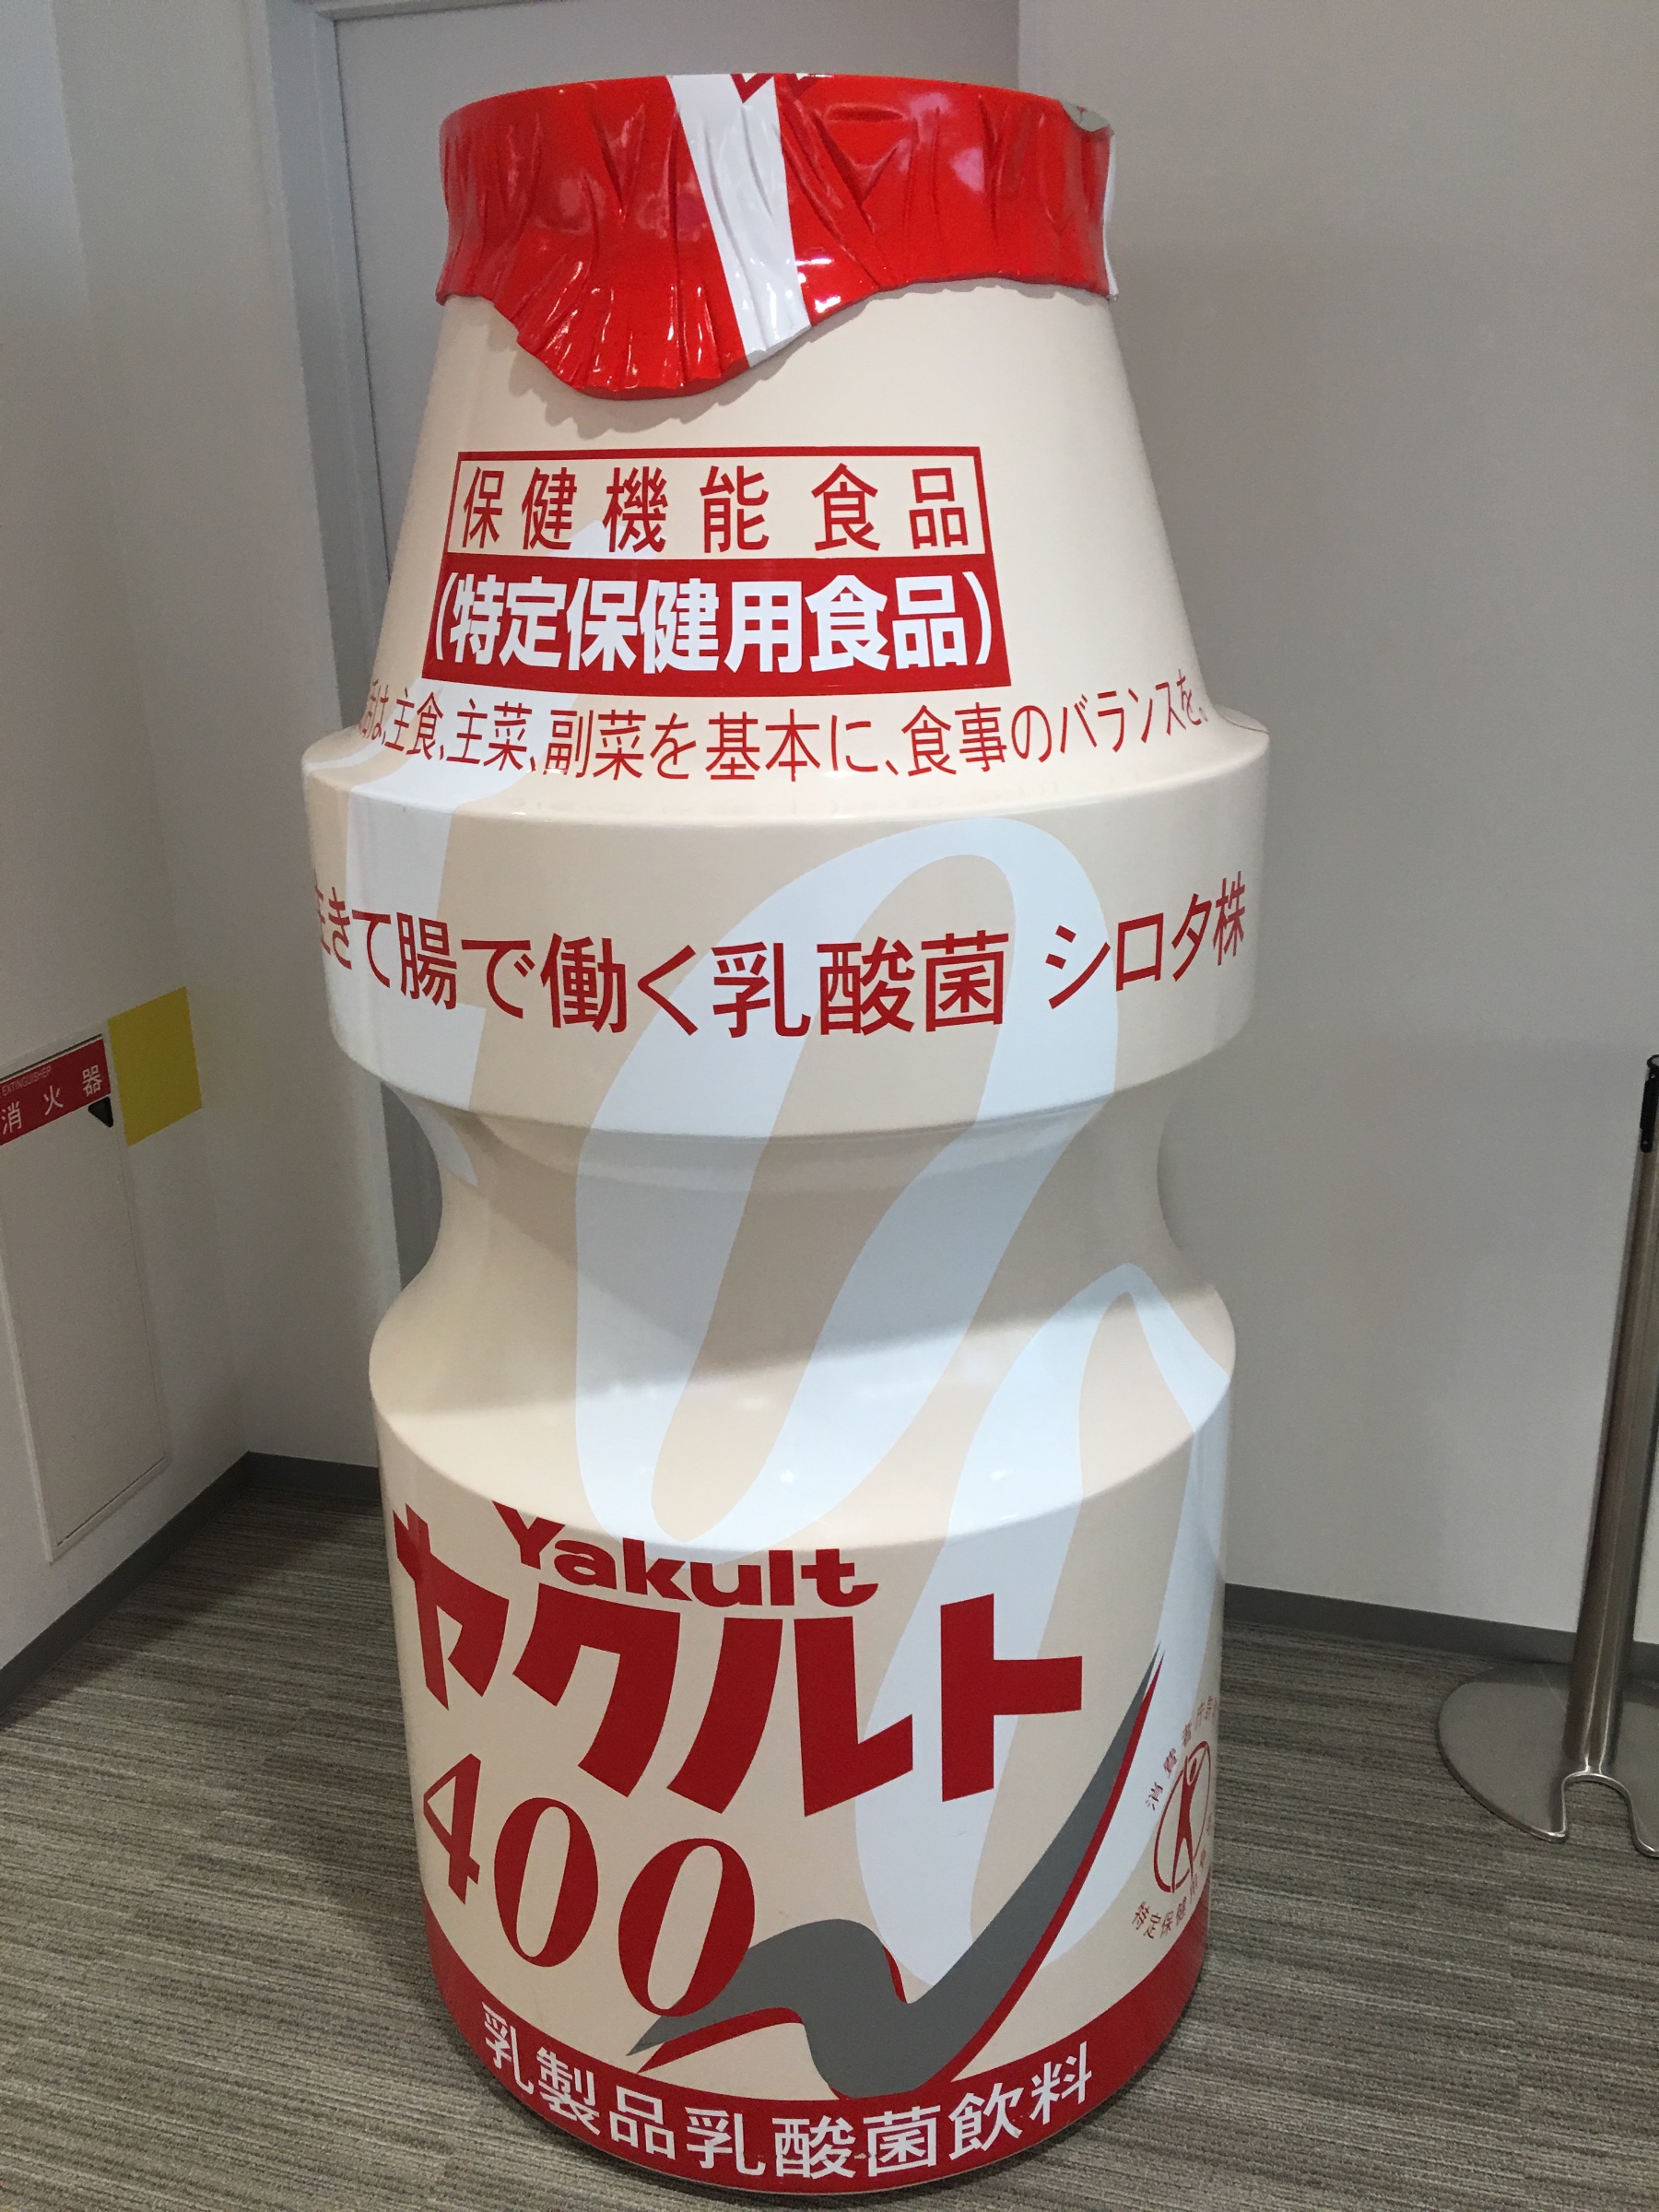 保健機能食品
(特定保健用食品)
は、主食、主菜、副菜を基本に、食事のバランスを。
きて腸で働く乳酸菌 シロタ株
EXTINGUISHER
消火器
Yakult
ヤクルト
400
乳製品乳酸菌飲料